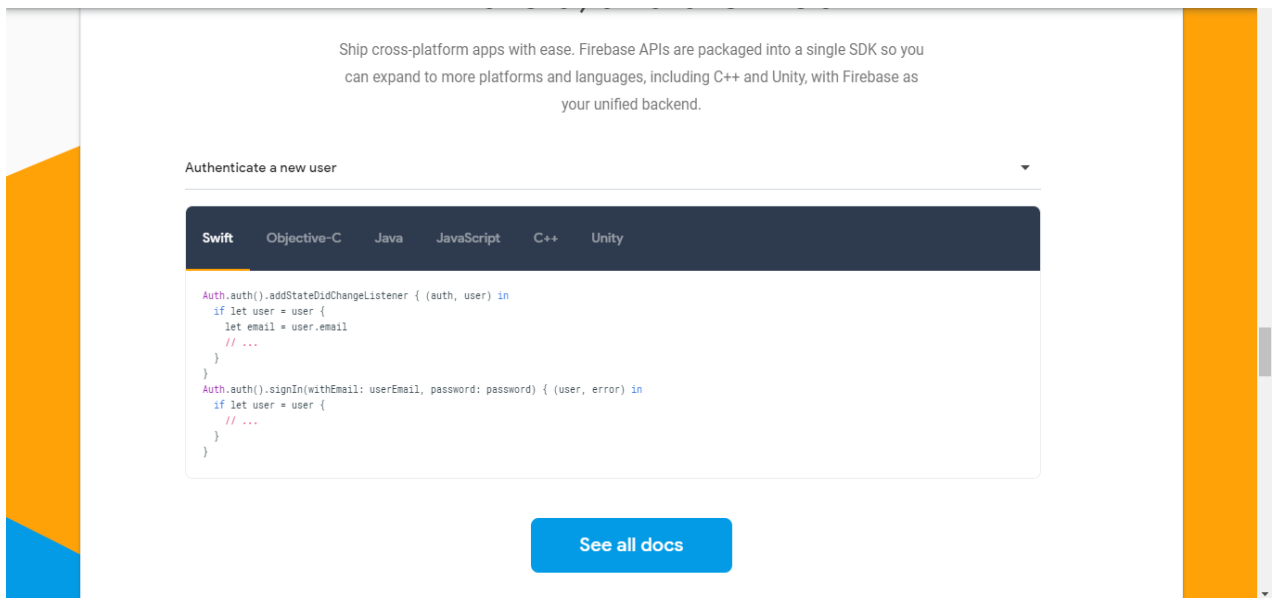 Ship cross-platform apps with ease. Firebase APIs are packaged into a single SDK so you
can expand to more platforms and languages, including C++ and Unity, with Firebase as
your unified backend.
Authenticate a new user
Swift Objective-C Java JavaScript C++ Unity
Auth.auth().addStateDidChangeListener { (auth, user) in
  if let user = user {
    let email = user.email
    // ...
  }
}
Auth.auth().signIn(withEmail: userEmail, password: password) { (user, error) in
  if let user = user {
    // ...
  }
}
See all docs